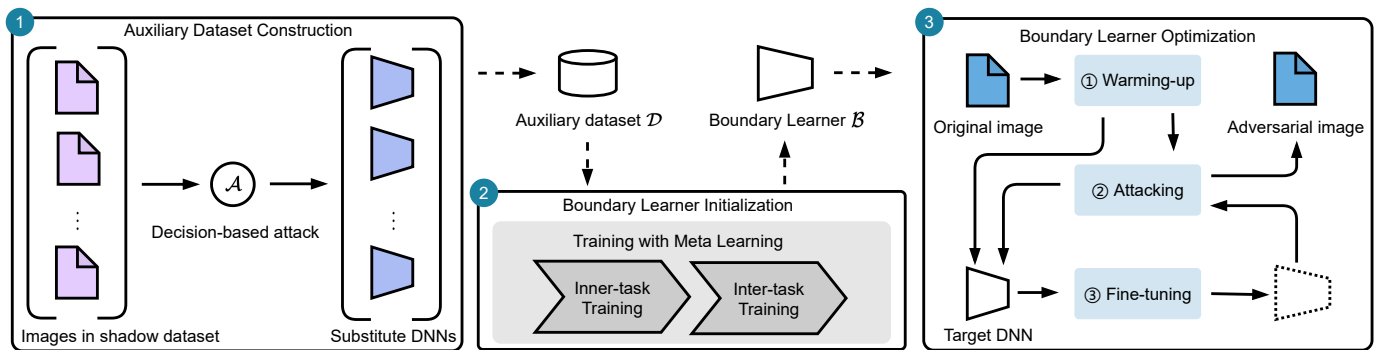 1
Auxiliary Dataset Construction
⋮
Images in shadow dataset
𝒜
Decision-based attack
⋮
Substitute DNNs
Auxiliary dataset 𝒟
Boundary Learner ℬ
2
Boundary Learner Initialization
Training with Meta Learning
Inner-task
Training
Inter-task
Training
3
Boundary Learner Optimization
Original image
① Warming-up
Adversarial image
② Attacking
Target DNN
③ Fine-tuning